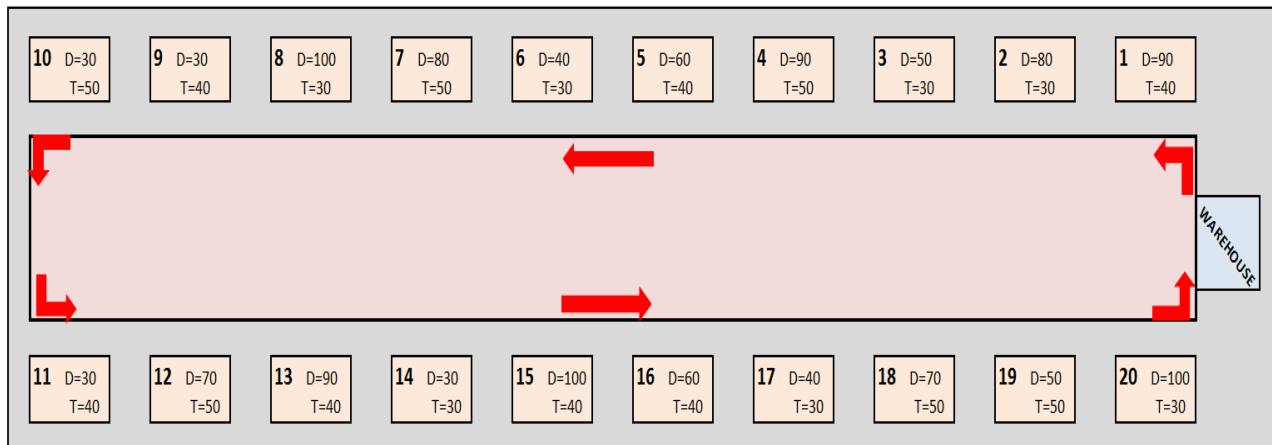 10 D=30
T=50
9 D=30
T=40
8 D=100
T=30
7 D=80
T=50
6 D=40
T=30
5 D=60
T=40
4 D=90
T=50
3 D=50
T=30
2 D=80
T=30
1 D=90
T=40
WAREHOUSE
11 D=30
T=40
12 D=70
T=50
13 D=90
T=40
14 D=30
T=30
15 D=100
T=40
16 D=60
T=40
17 D=40
T=30
18 D=70
T=50
19 D=50
T=50
20 D=100
T=30